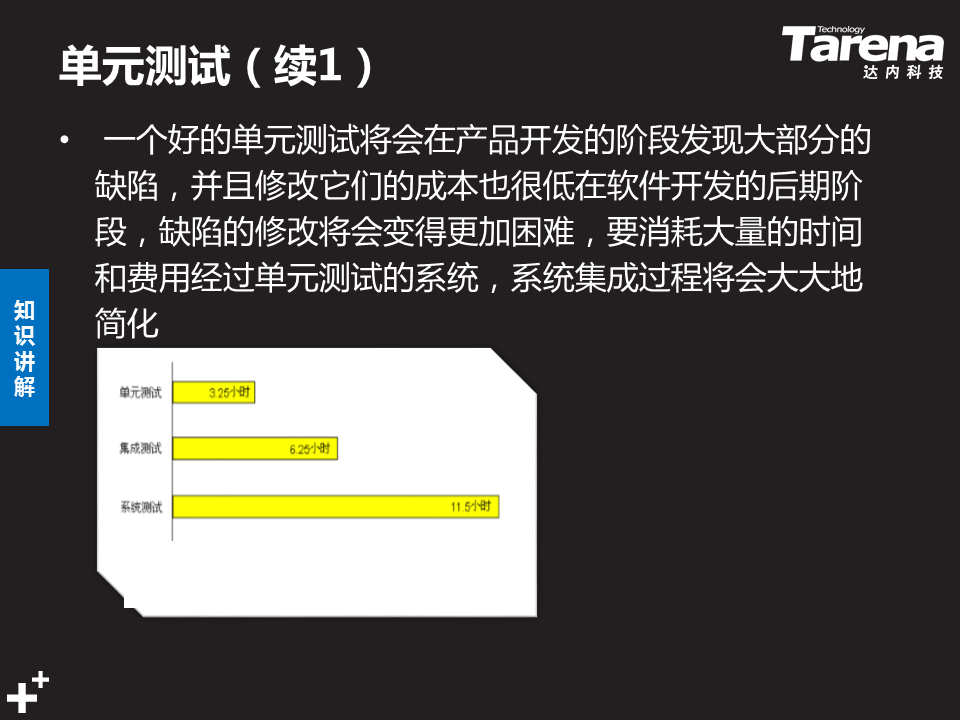 单元测试（续1）
Technology
Tarena
达内科技
• 一个好的单元测试将会在产品开发的阶段发现大部分的
缺陷，并且修改它们的成本也很低在软件开发的后期阶
段，缺陷的修改将会变得更加困难，要消耗大量的时间
和费用经过单元测试的系统，系统集成过程将会大大地
简化
知识讲解
单元测试 3.25小时
集成测试 6.25小时
系统测试 11.5小时